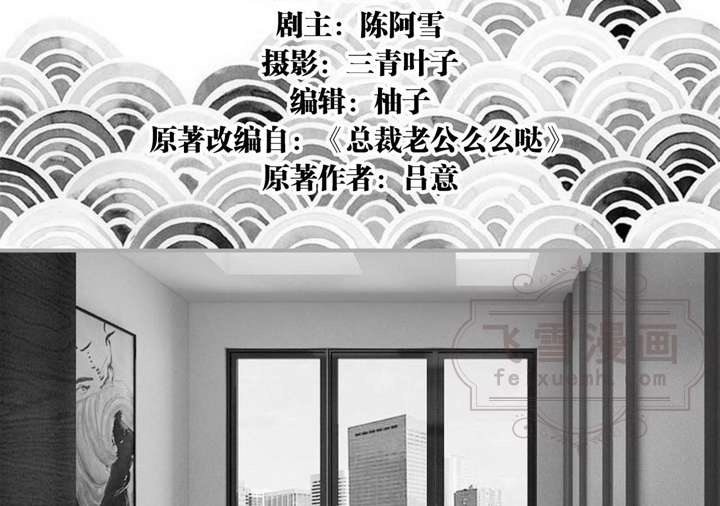 剧主：陈阿雪
摄影：三青叶子
编辑：柚子
原著改编自：《总裁老公么么哒》
原著作者：吕意
飞雪漫画
feixuemh.com